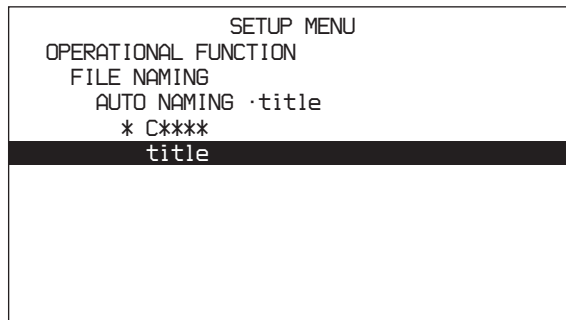 SETUP MENU
OPERATIONAL FUNCTION
FILE NAMING
AUTO NAMING ·title
* C****
title